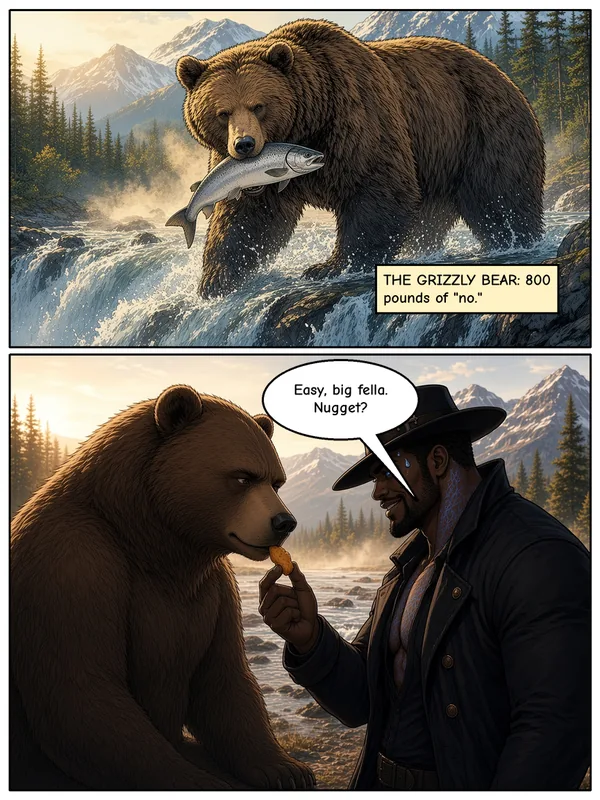 THE GRIZZLY BEAR: 800
pounds of "no."
Easy, big fella.
Nugget?